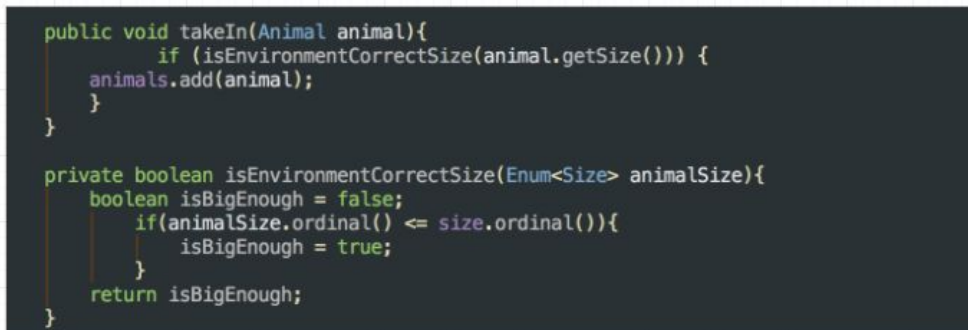 public void takeIn(Animal animal){
if (isEnvironmentCorrectSize(animal.getSize())) {
animals.add(animal);
}
}
private boolean isEnvironmentCorrectSize(Enum<Size> animalSize){
boolean isBigEnough = false;
if(animalSize.ordinal() <= size.ordinal()){
isBigEnough = true;
}
return isBigEnough;
}